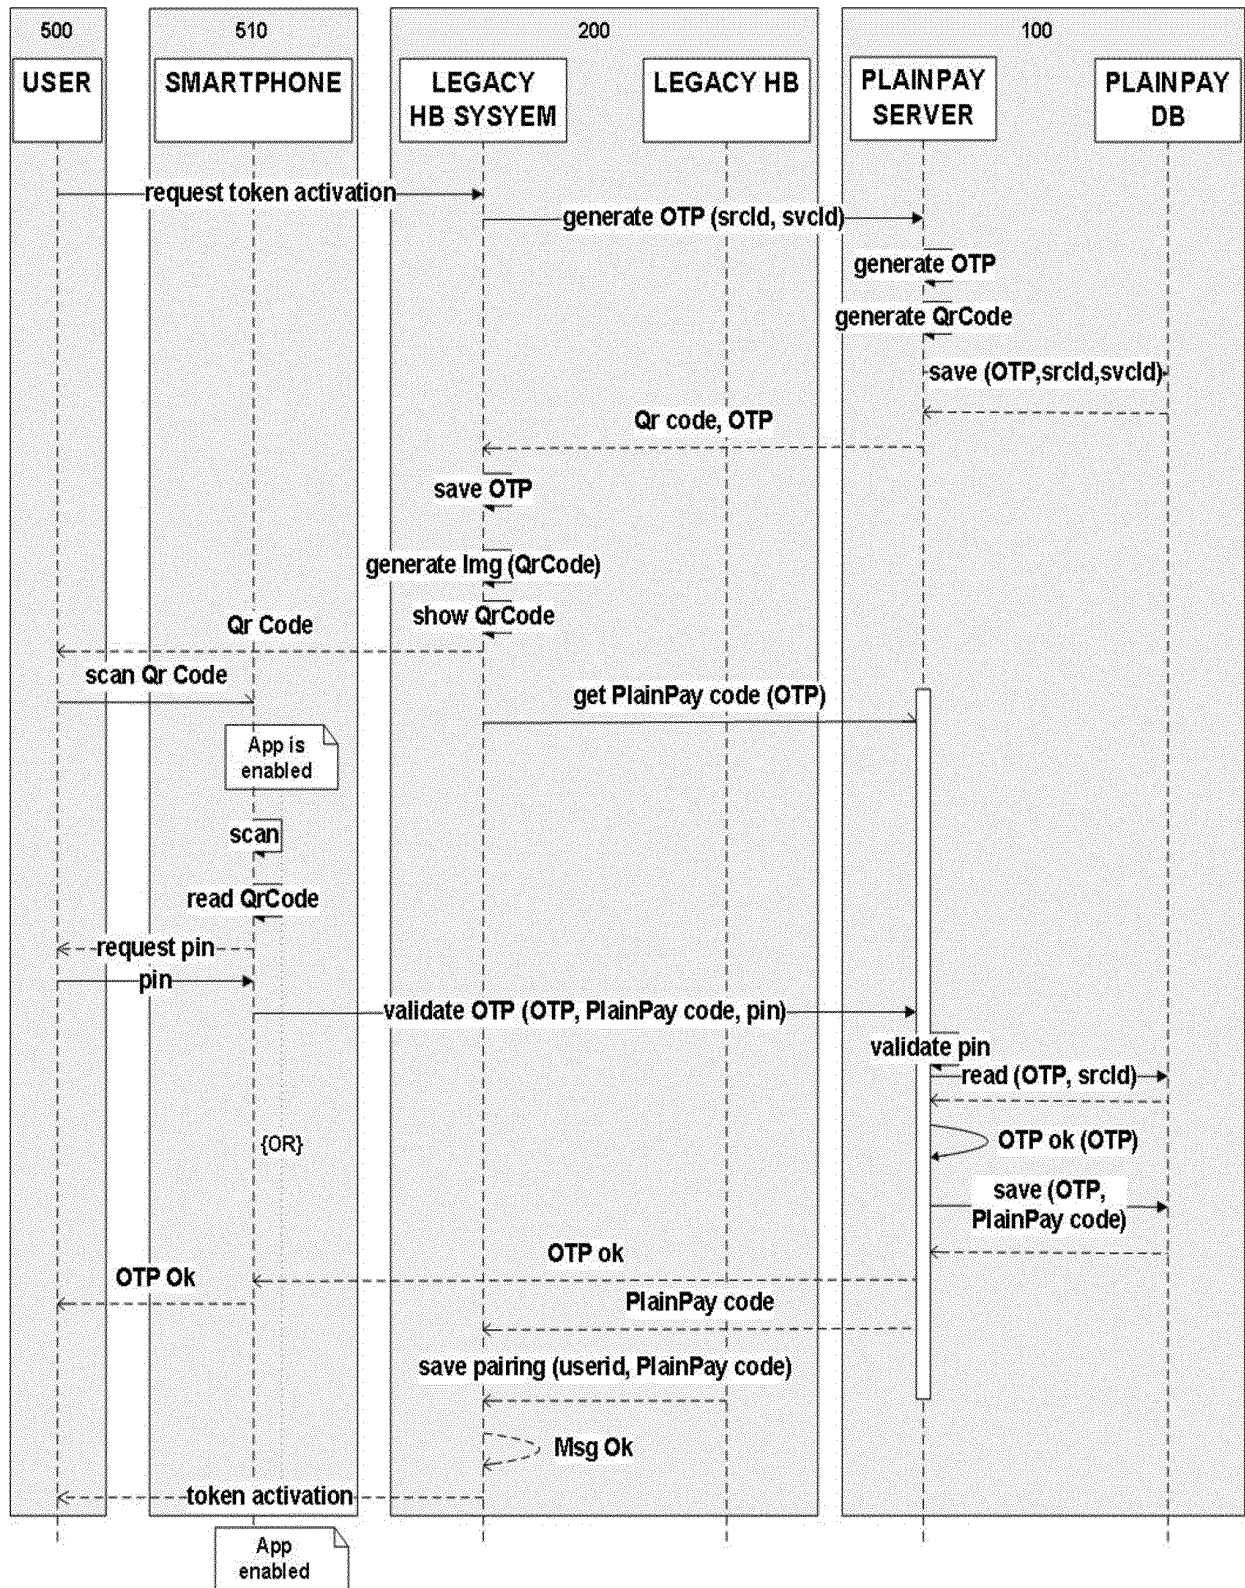 500
510
200
100
USER
SMARTPHONE
LEGACY
HB SYSYEM
LEGACY HB
PLAINPAY
SERVER
PLAINPAY
DB
request token activation
generate OTP (srcId, svcId)
generate OTP
generate QrCode
save (OTP,srcId,svcId)
Qr code, OTP
save OTP
generate Img (QrCode)
show QrCode
Qr Code
scan Qr Code
get PlainPay code (OTP)
App is
enabled
scan
read QrCode
request pin
pin
validate OTP (OTP, PlainPay code, pin)
validate pin
read (OTP, srcId)
{OR}
OTP ok (OTP)
save (OTP,
PlainPay code)
OTP ok
OTP Ok
PlainPay code
save pairing (userid, PlainPay code)
Msg Ok
token activation
App
enabled